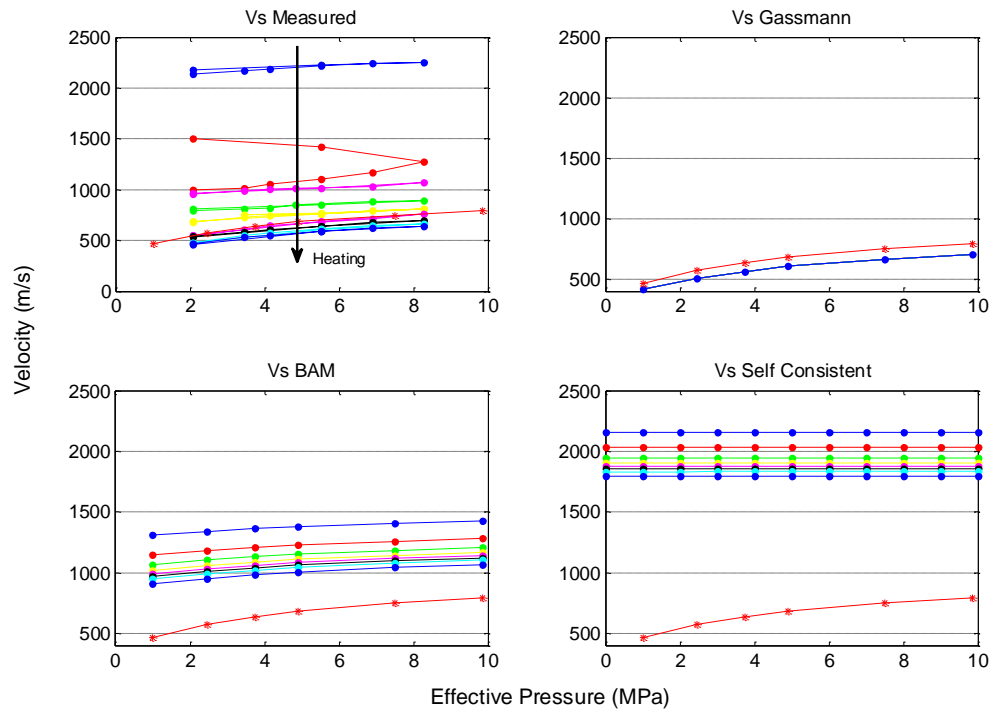 Vs Measured
2500
2000
1500
1000
500
0
0 2 4 6 8 10
Heating
Vs Gassmann
2500
2000
1500
1000
500
0 2 4 6 8 10
Velocity (m/s)
Vs BAM
2500
2000
1500
1000
500
0 2 4 6 8 10
Vs Self Consistent
2500
2000
1500
1000
500
0 2 4 6 8 10
Effective Pressure (MPa)